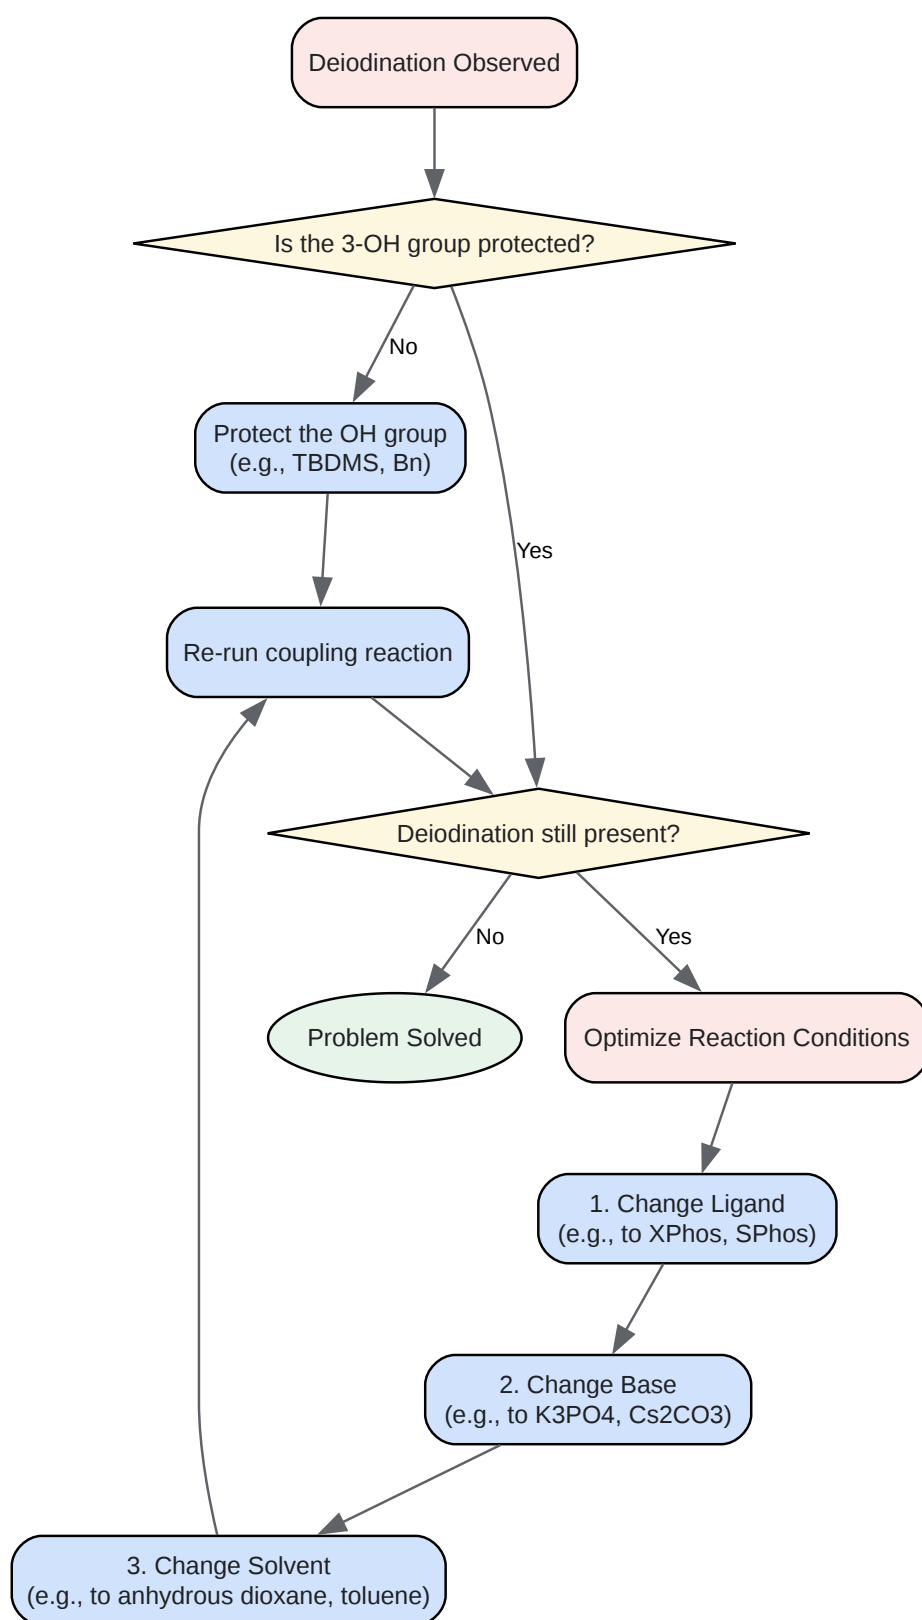 Deiodination Observed
Is the 3-OH group protected?
No
Protect the OH group
(e.g., TBDMS, Bn)
Yes
Re-run coupling reaction
Deiodination still present?
No
Yes
Problem Solved
Optimize Reaction Conditions
1. Change Ligand
(e.g., to XPhos, SPhos)
2. Change Base
(e.g., to K3PO4, Cs2CO3)
3. Change Solvent
(e.g., to anhydrous dioxane, toluene)